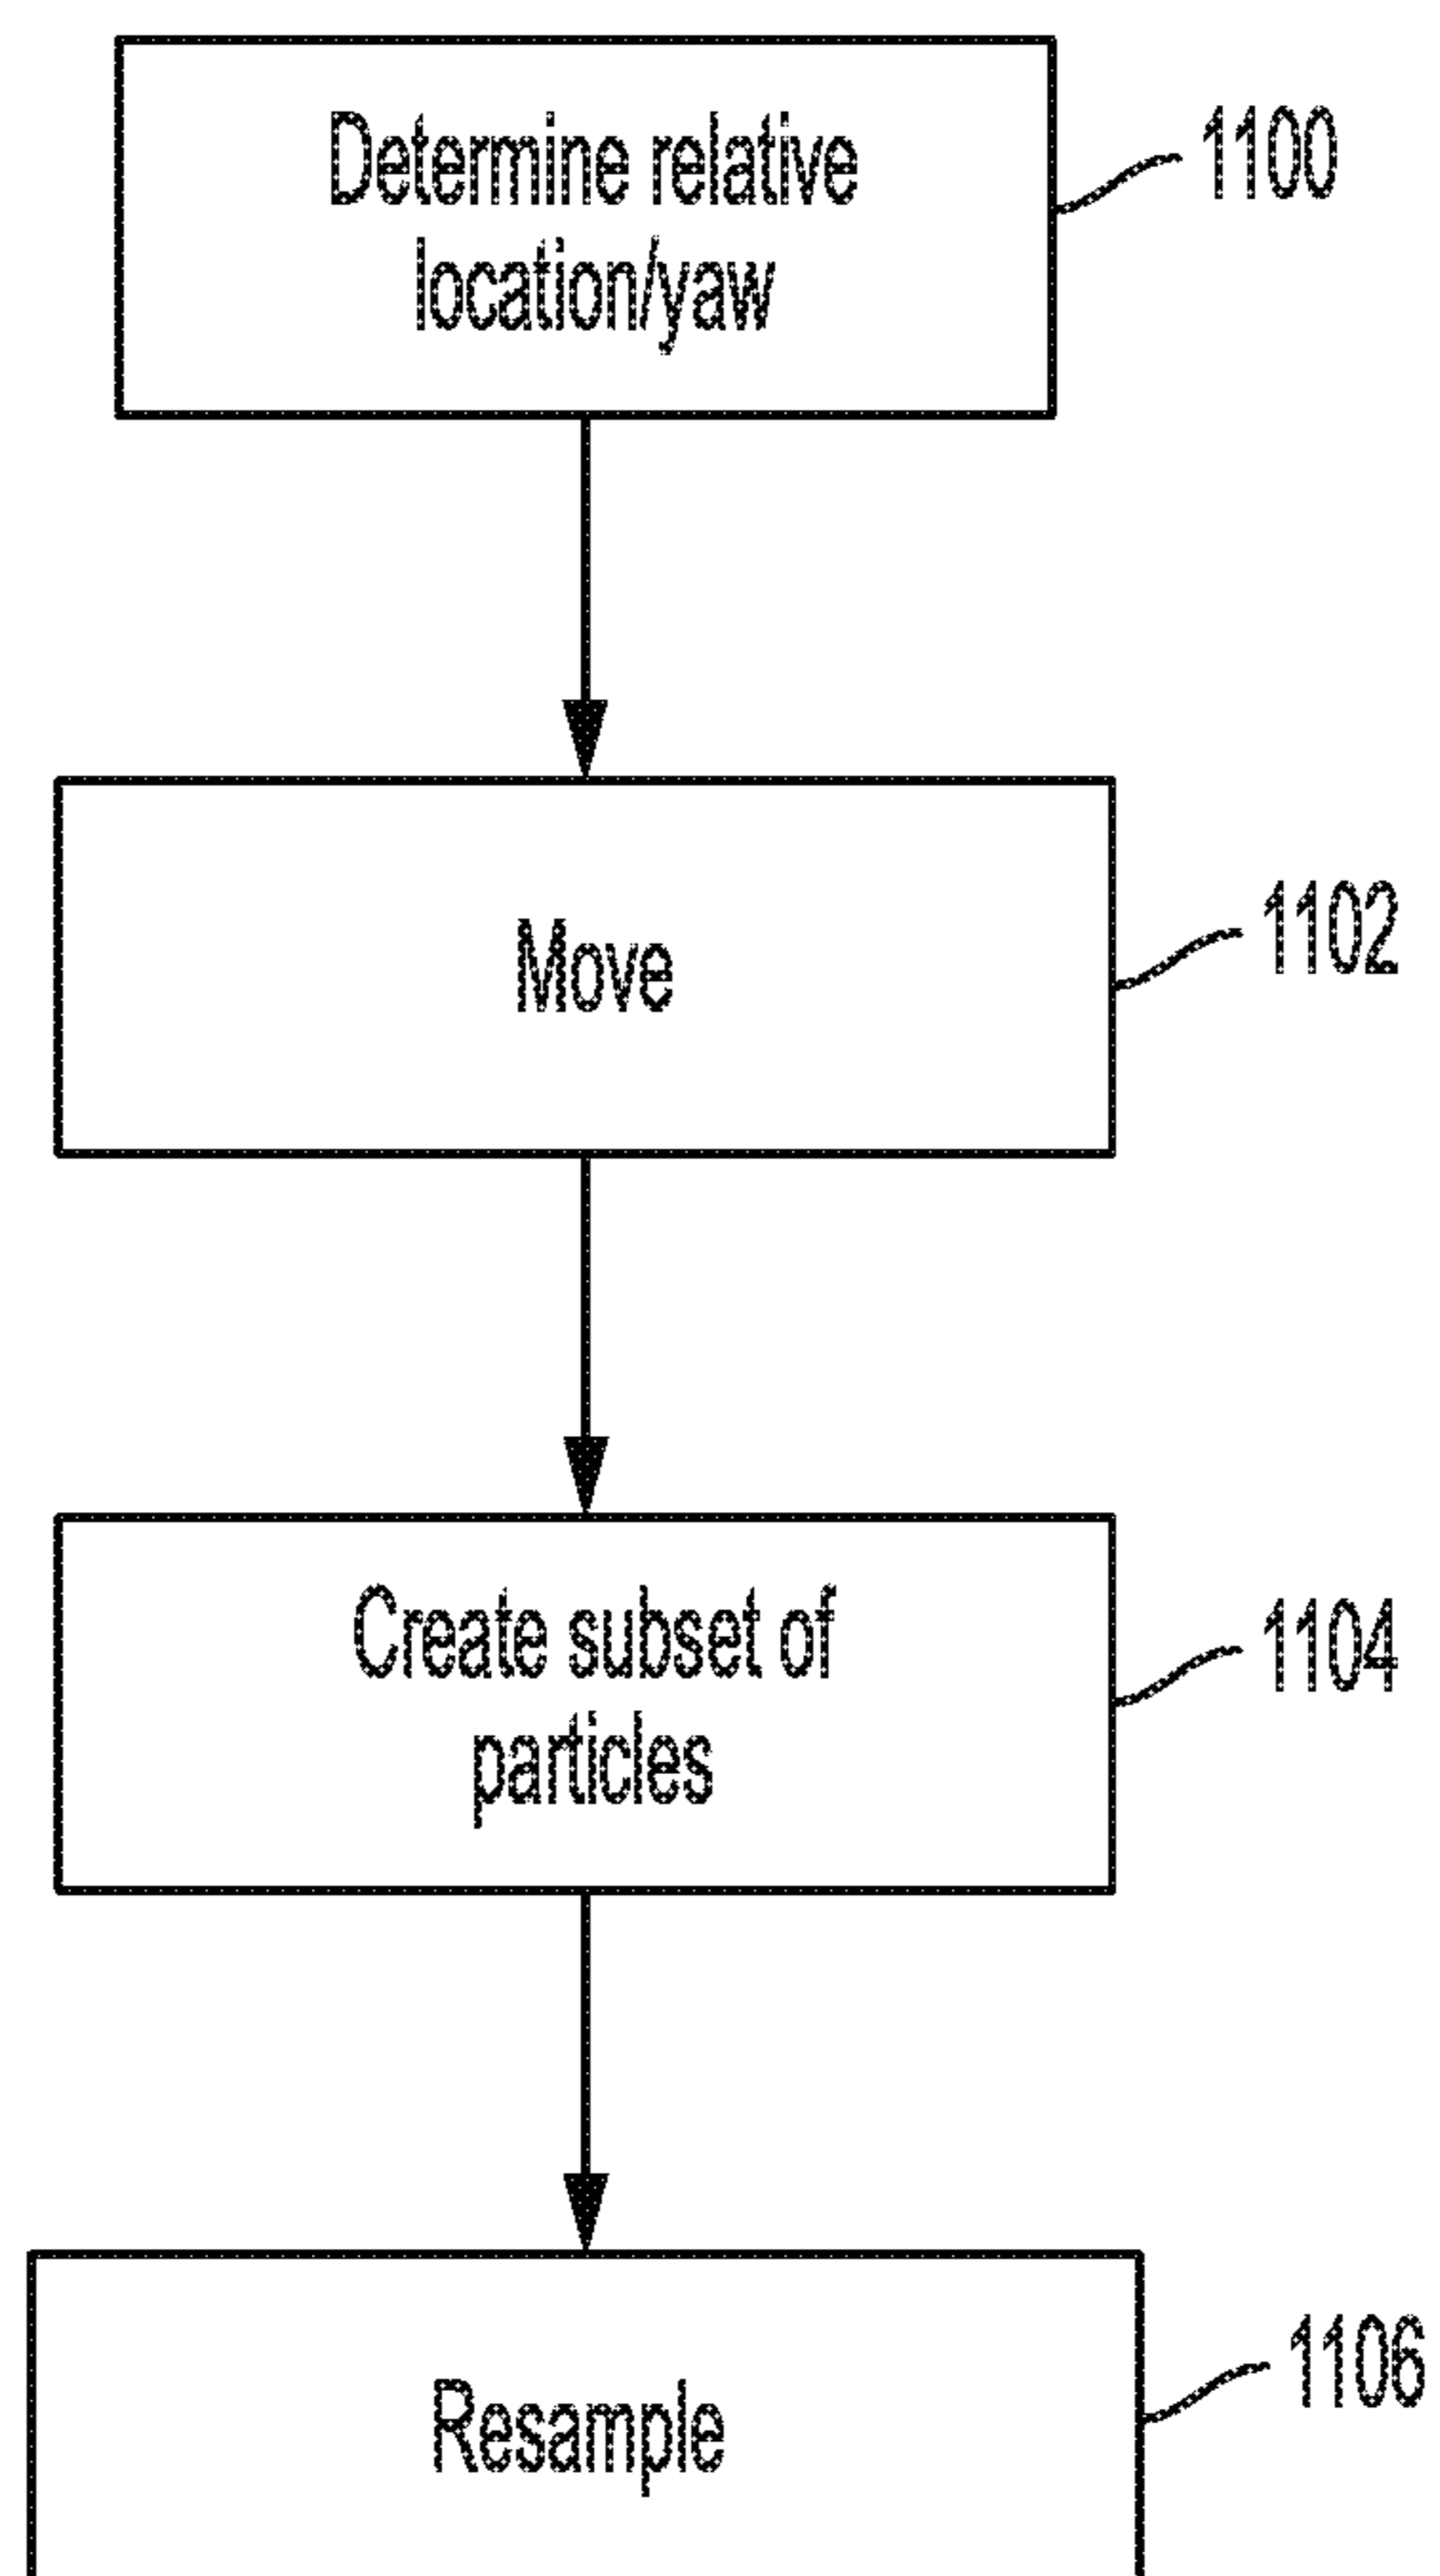 Determine relative
location/yaw
1100
Move
1102
Create subset of
particles
1104
Resample
1106